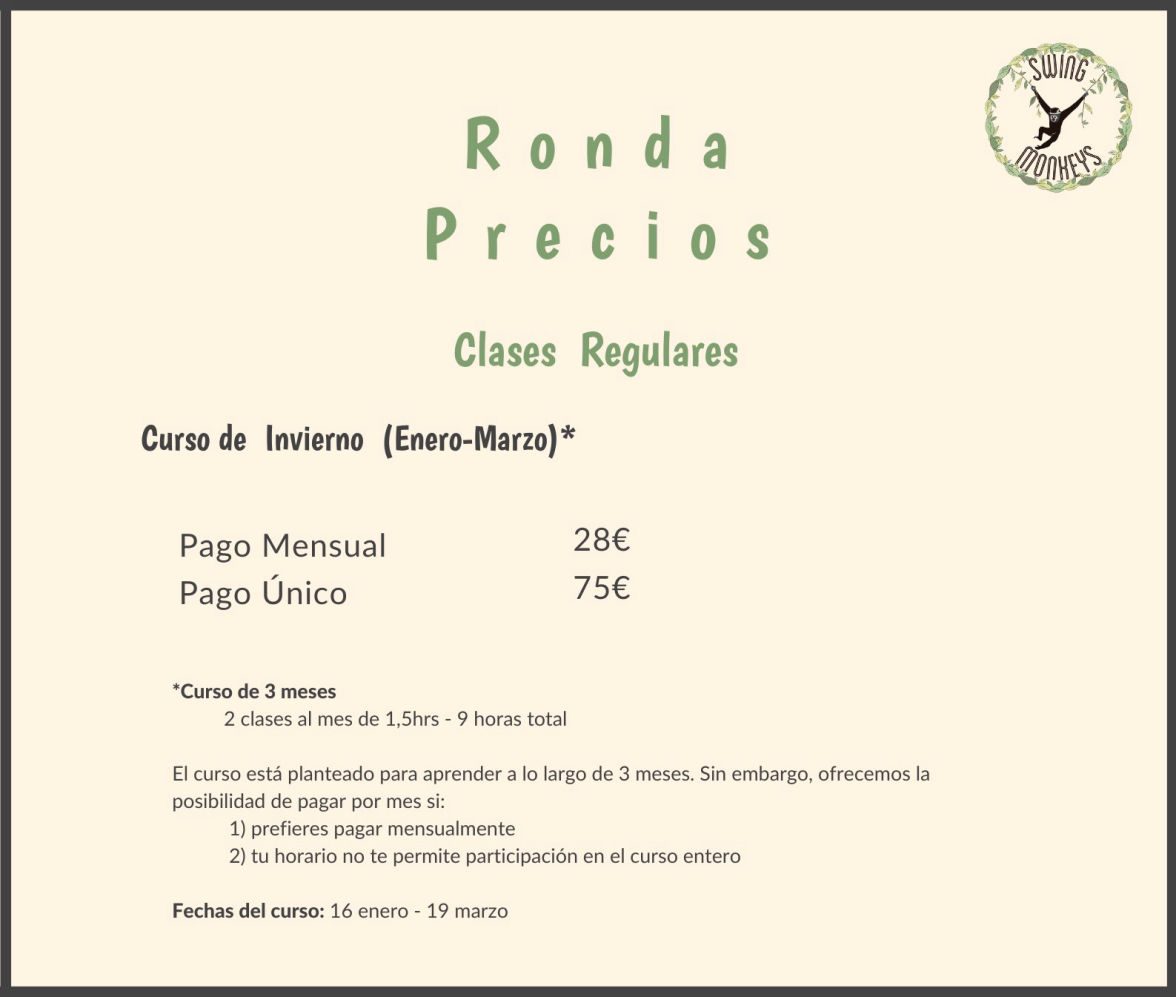 SWING
MONKEYS
Ronda
Precios
Clases Regulares
Curso de Invierno (Enero-Marzo)*
Pago Mensual 28€
Pago Único 75€
*Curso de 3 meses
2 clases al mes de 1,5hrs - 9 horas total
El curso está planteado para aprender a lo largo de 3 meses. Sin embargo, ofrecemos la
posibilidad de pagar por mes si:
1) prefieres pagar mensualmente
2) tu horario no te permite participación en el curso entero
Fechas del curso: 16 enero - 19 marzo